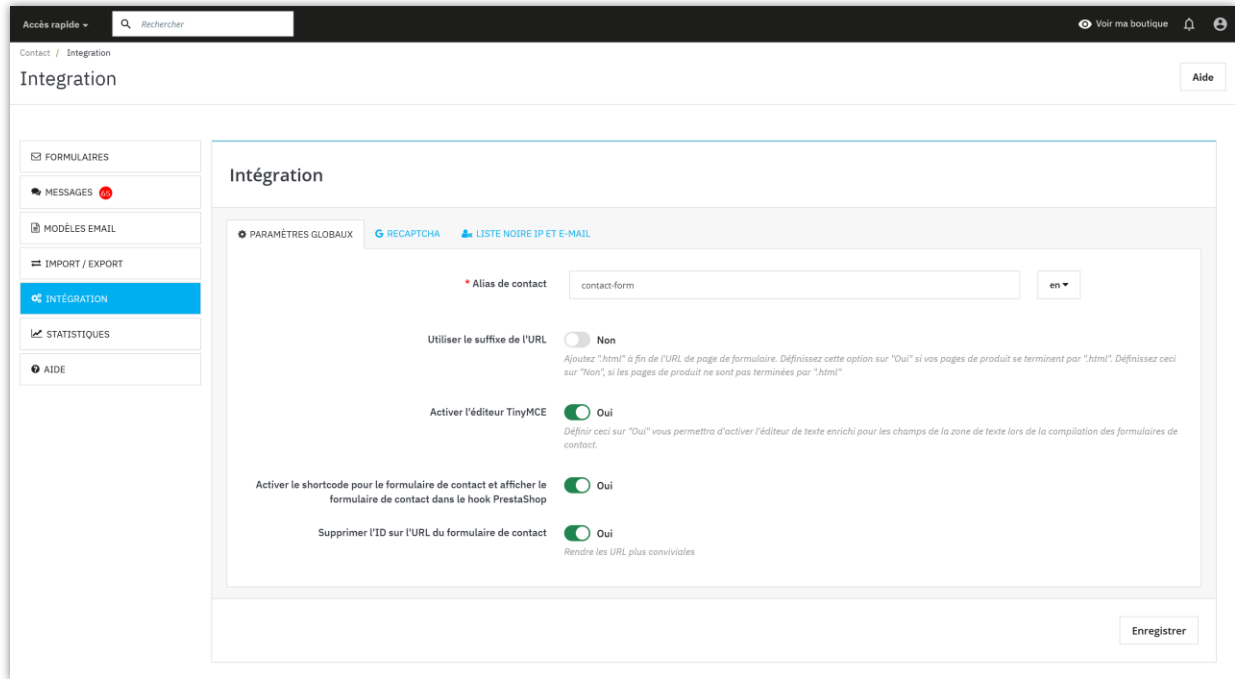 Accès rapide
Rechercher
Voir ma boutique
Contact / Integration
Integration
Aide
FORMULAIRES
MESSAGES 65
MODÈLES EMAIL
IMPORT / EXPORT
INTÉGRATION
STATISTIQUES
AIDE
Intégration
PARAMÈTRES GLOBAUX
G RECAPTCHA
LISTE NOIRE IP ET E-MAIL
* Alias de contact
contact-form
en
Utiliser le suffixe de l'URL
Non
Ajoutez ".html" à fin de l'URL de page de formulaire. Définissez cette option sur "Oui" si vos pages de produit se terminent par ".html". Définissez ceci
sur "Non", si les pages de produit ne sont pas terminées par ".html"
Activer l'éditeur TinyMCE
Oui
Définir ceci sur "Oui" vous permettra d'activer l'éditeur de texte enrichi pour les champs de la zone de texte lors de la compilation des formulaires de
contact.
Activer le shortcode pour le formulaire de contact et afficher le
formulaire de contact dans le hook PrestaShop
Oui
Supprimer l'ID sur l'URL du formulaire de contact
Oui
Rendre les URL plus conviviales
Enregistrer